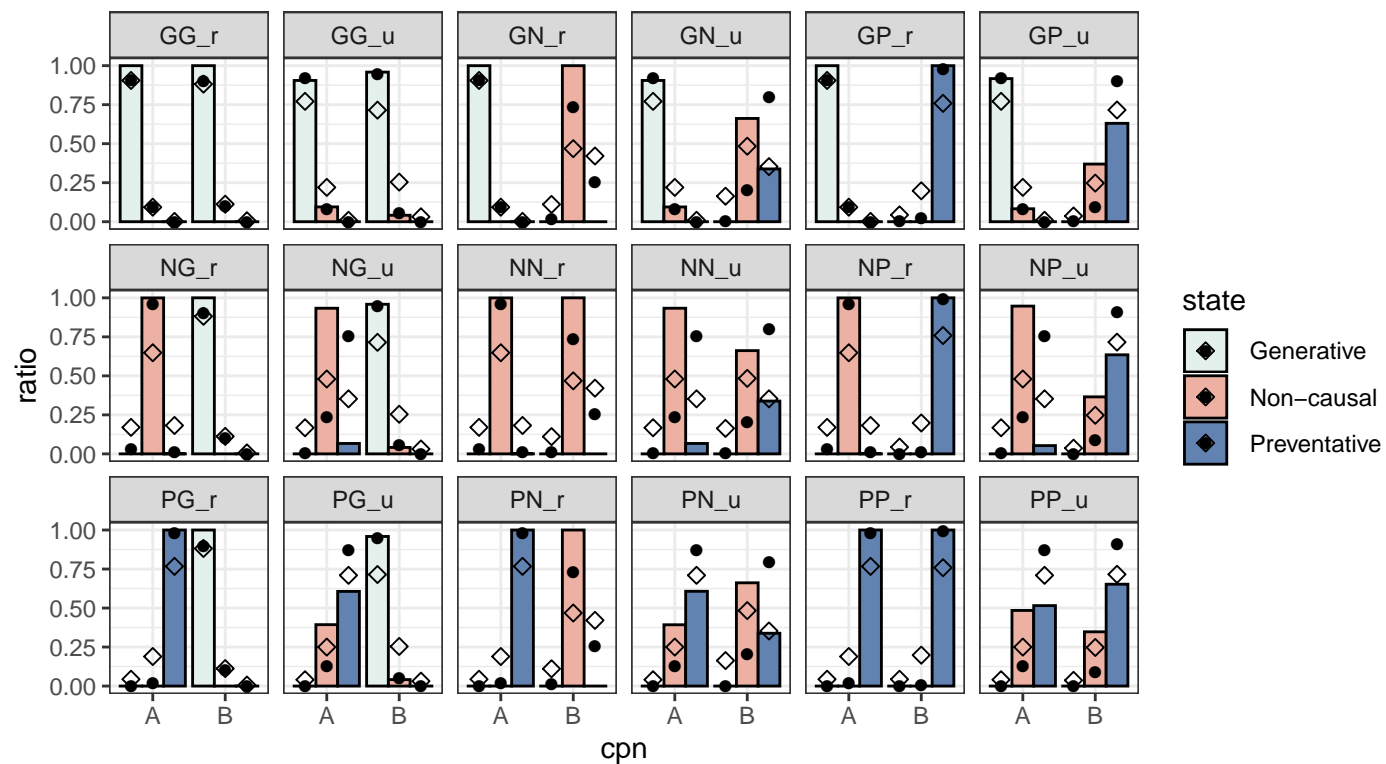 GG_r GG_u GN_r GN_u GP_r GP_u
1.00
0.75
0.50
0.25
0.00
NG_r NG_u NN_r NN_u NP_r NP_u
1.00
0.75
0.50
0.25
0.00
PG_r PG_u PN_r PN_u PP_r PP_u
1.00
0.75
0.50
0.25
0.00
A B A B A B A B A B A B
cpn
ratio
state
Generative
Non−causal
Preventative